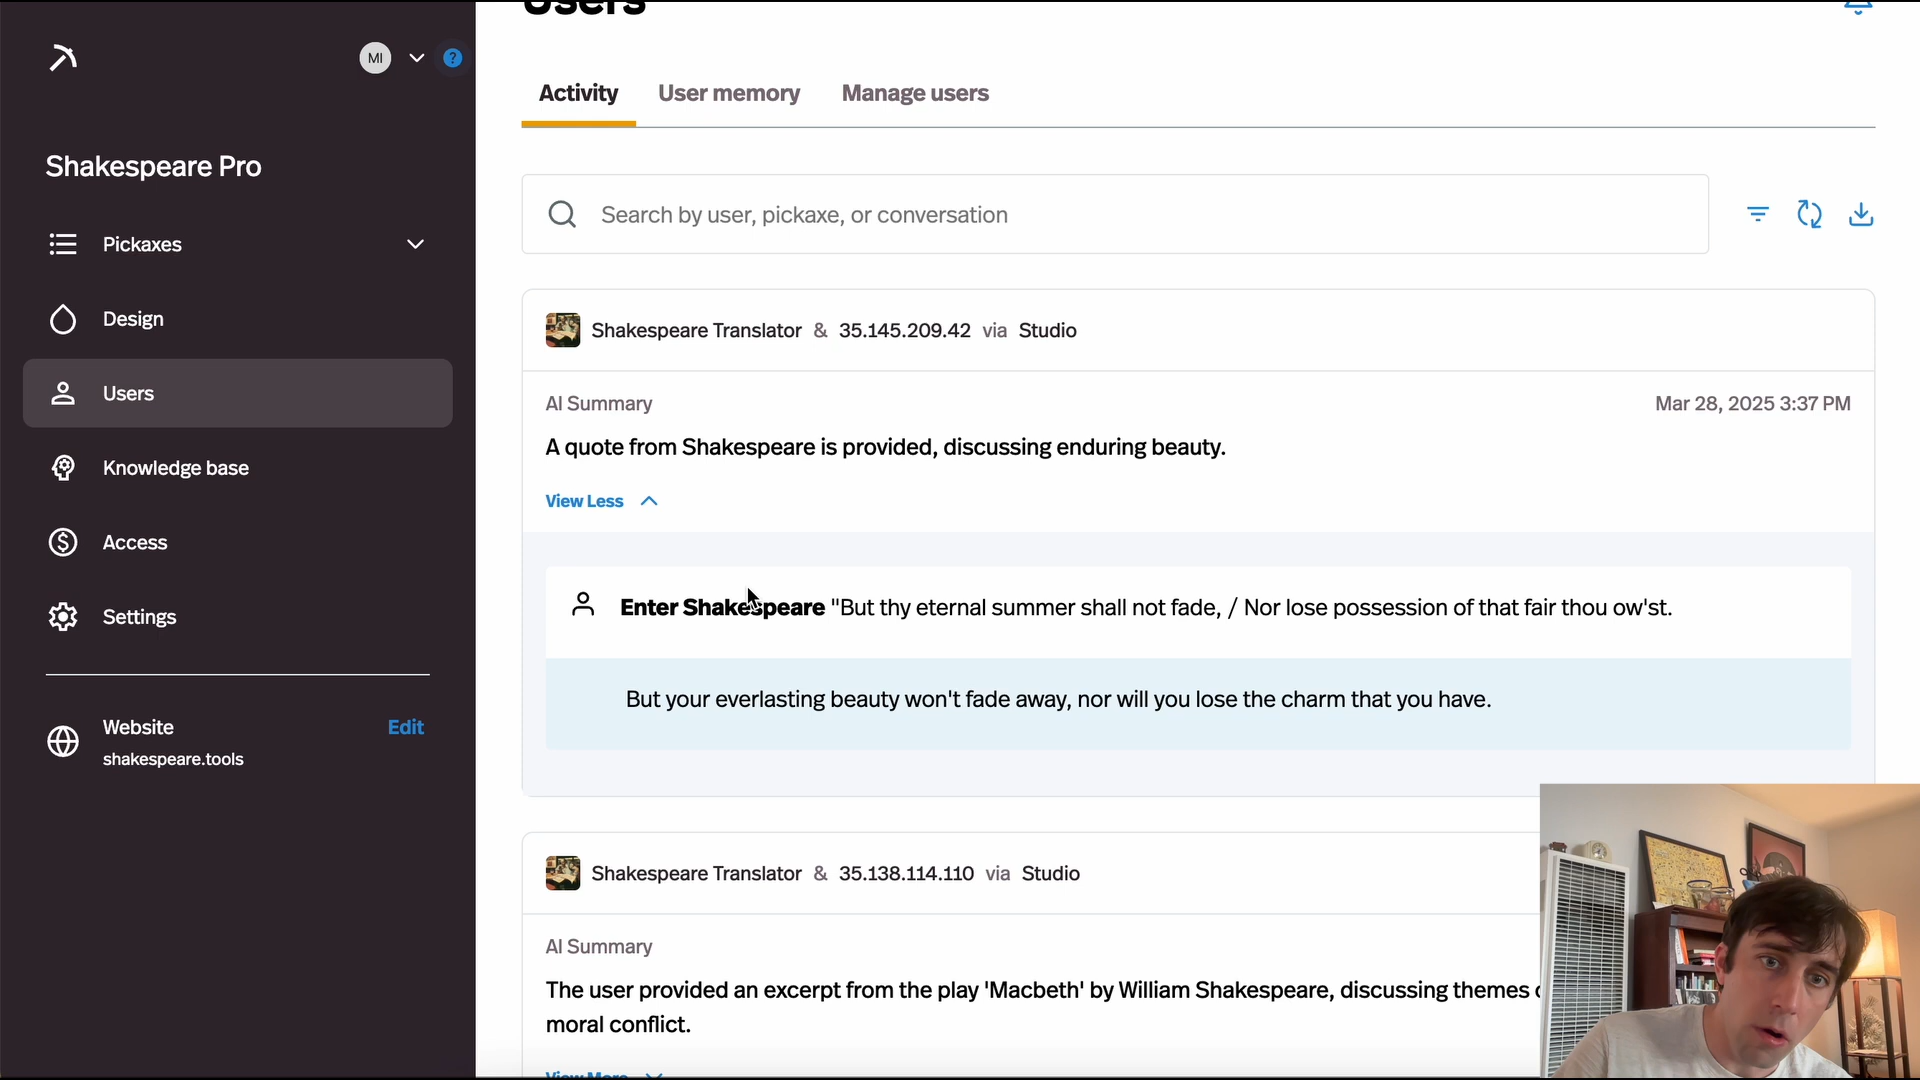 Users
MI
?
Activity
User memory
Manage users
Shakespeare Pro
Search by user, pickaxe, or conversation
Pickaxes
Design
Users
Knowledge base
Access
Settings
Website
Edit
shakespeare.tools
Shakespeare Translator & 35.145.209.42 via Studio
AI Summary
Mar 28, 2025 3:37 PM
A quote from Shakespeare is provided, discussing enduring beauty.
View Less
Enter Shakespeare "But thy eternal summer shall not fade, / Nor lose possession of that fair thou ow'st.
But your everlasting beauty won't fade away, nor will you lose the charm that you have.
Shakespeare Translator & 35.138.114.110 via Studio
AI Summary
The user provided an excerpt from the play 'Macbeth' by William Shakespeare, discussing themes
moral conflict.
View More